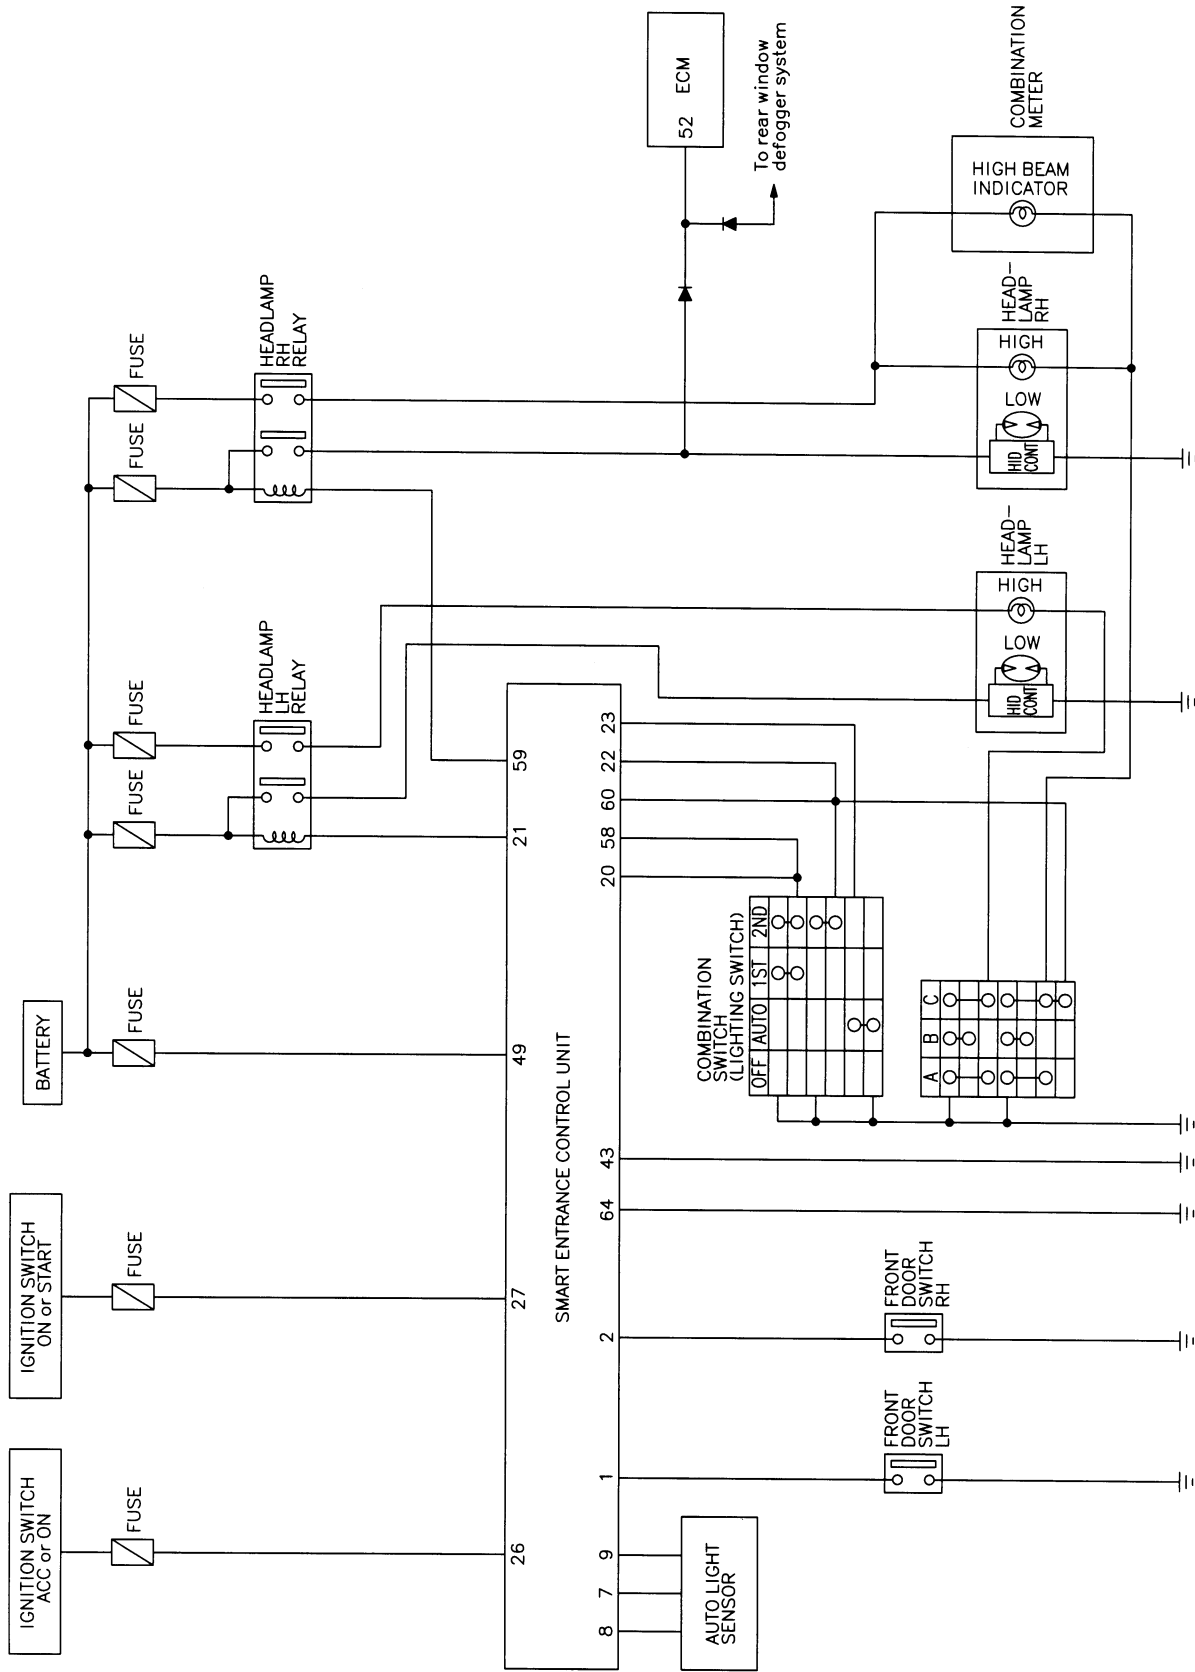 IGNITION SWITCH
ACC or ON
IGNITION SWITCH
ON or START
BATTERY
FUSE
FUSE
FUSE
FUSE
FUSE
FUSE
FUSE
HEADLAMP
LH
RELAY
HEADLAMP
RH
RELAY
26
27
49
21
59
SMART ENTRANCE CONTROL UNIT
8
7
9
1
2
64
43
20
58
60
22
23
ECM
52
To rear window
defogger system
AUTO LIGHT
SENSOR
COMBINATION
SWITCH
(LIGHTING SWITCH)
OFF
AUTO
1ST
2ND
FRONT
DOOR
SWITCH
LH
FRONT
DOOR
SWITCH
RH
A
B
C
HEAD-
LAMP
LH
HIGH
LOW
HID
CONT
HEAD-
LAMP
RH
HIGH
LOW
HID
CONT
COMBINATION
METER
HIGH BEAM
INDICATOR